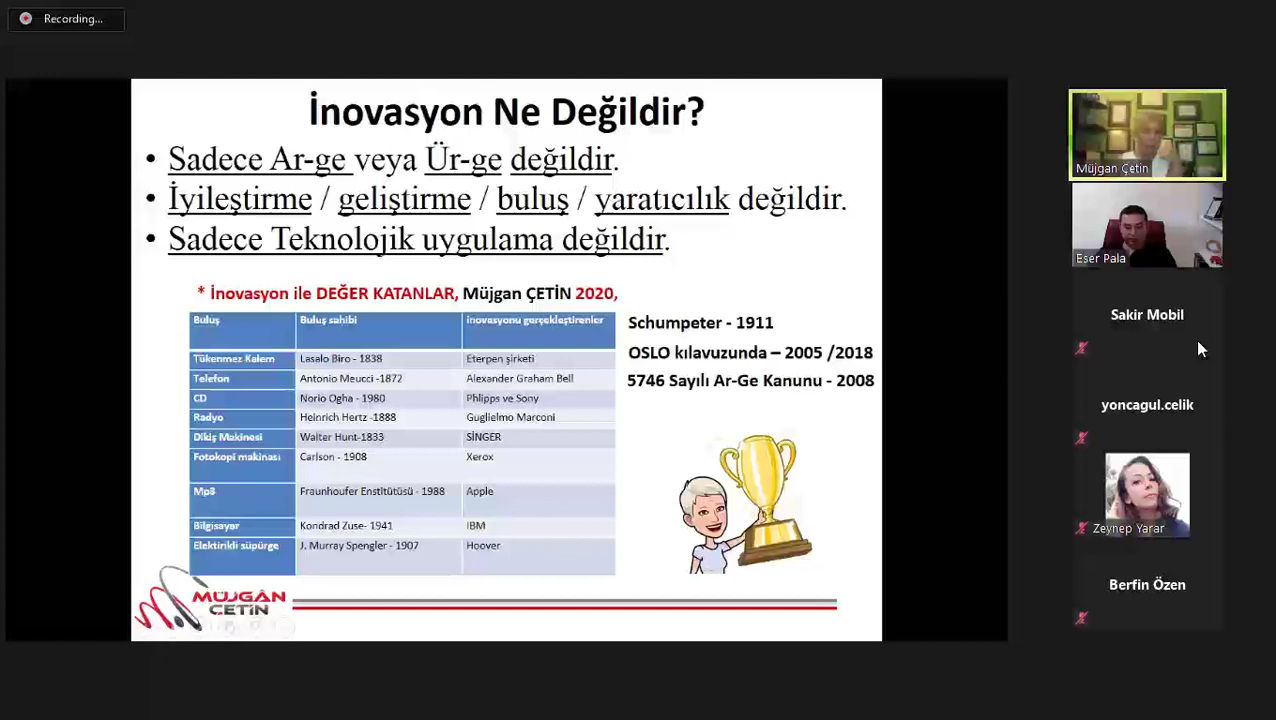 Recording...
İnovasyon Ne Değildir?
• Sadece Ar-ge veya Ür-ge değildir.
• İyileştirme / geliştirme / buluş / yaratıcılık değildir.
• Sadece Teknolojik uygulama değildir.
* İnovasyon ile DEĞER KATANLAR, Müjgan ÇETİN 2020,
Buluş Buluş sahibi İnovasyonu gerçekleştirenler
Tükenmez Kalem Lasalo Biro - 1838 Eterpen şirketi
Telefon Antonio Meucci -1872 Alexander Graham Bell
CD Norio Ogha - 1980 Phlipps ve Sony
Radyo Heinrich Hertz -1888 Guglielmo Marconi
Dikiş Makinesi Walter Hunt-1833 SİNGER
Fotokopi makinası Carlson - 1908 Xerox
Mp3 Fraunhoufer Enstitütüsü - 1988 Apple
Bilgisayar Kondrad Zuse- 1941 IBM
Elektirikli süpürge J. Murray Spengler - 1907 Hoover
Schumpeter - 1911
OSLO kılavuzunda – 2005 /2018
5746 Sayılı Ar-Ge Kanunu - 2008
MÜJGÂN
ÇETİN
Müjgan Çetin
Eser Pala
Sakir Mobil
yoncagul.celik
Zeynep Yarar
Berfin Özen